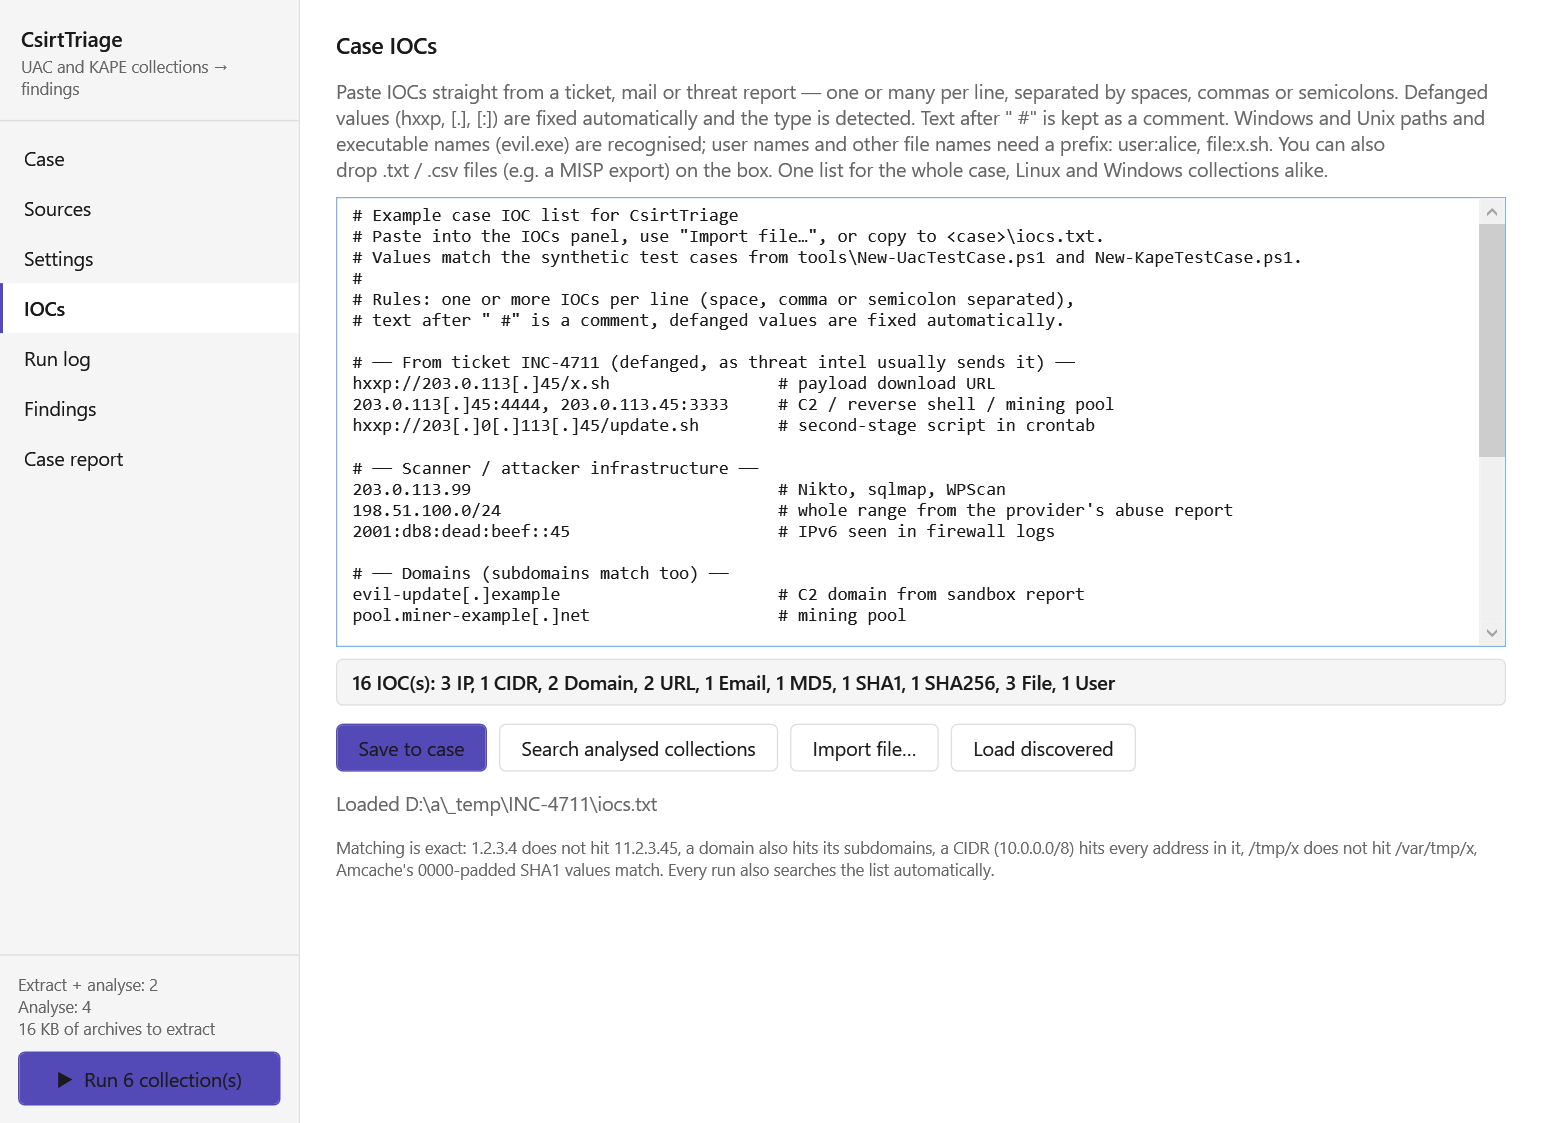 CsirtTriage
UAC and KAPE collections →
findings
Case
Sources
Settings
IOCs
Run log
Findings
Case report
Extract + analyse: 2
Analyse: 4
16 KB of archives to extract
▶ Run 6 collection(s)
Case IOCs
Paste IOCs straight from a ticket, mail or threat report — one or many per line, separated by spaces, commas or semicolons. Defanged
values (hxxp, [.], [:]) are fixed automatically and the type is detected. Text after " #" is kept as a comment. Windows and Unix paths and
executable names (evil.exe) are recognised; user names and other file names need a prefix: user:alice, file:x.sh. You can also
drop .txt / .csv files (e.g. a MISP export) on the box. One list for the whole case, Linux and Windows collections alike.
# Example case IOC list for CsirtTriage
# Paste into the IOCs panel, use "Import file…", or copy to <case>\iocs.txt.
# Values match the synthetic test cases from tools\New-UacTestCase.ps1 and New-KapeTestCase.ps1.
#
# Rules: one or more IOCs per line (space, comma or semicolon separated),
# text after " #" is a comment, defanged values are fixed automatically.
# —— From ticket INC-4711 (defanged, as threat intel usually sends it) ——
hxxp://203.0.113[.]45/x.sh # payload download URL
203.0.113[.]45:4444, 203.0.113.45:3333 # C2 / reverse shell / mining pool
hxxp://203[.]0[.]113[.]45/update.sh # second-stage script in crontab
# —— Scanner / attacker infrastructure ——
203.0.113.99 # Nikto, sqlmap, WPScan
198.51.100.0/24 # whole range from the provider's abuse report
2001:db8:dead:beef::45 # IPv6 seen in firewall logs
# —— Domains (subdomains match too) ——
evil-update[.]example # C2 domain from sandbox report
pool.miner-example[.]net # mining pool
16 IOC(s): 3 IP, 1 CIDR, 2 Domain, 2 URL, 1 Email, 1 MD5, 1 SHA1, 1 SHA256, 3 File, 1 User
Save to case
Search analysed collections
Import file…
Load discovered
Loaded D:\a\_temp\INC-4711\iocs.txt
Matching is exact: 1.2.3.4 does not hit 11.2.3.45, a domain also hits its subdomains, a CIDR (10.0.0.0/8) hits every address in it, /tmp/x does not hit /var/tmp/x,
Amcache's 0000-padded SHA1 values match. Every run also searches the list automatically.